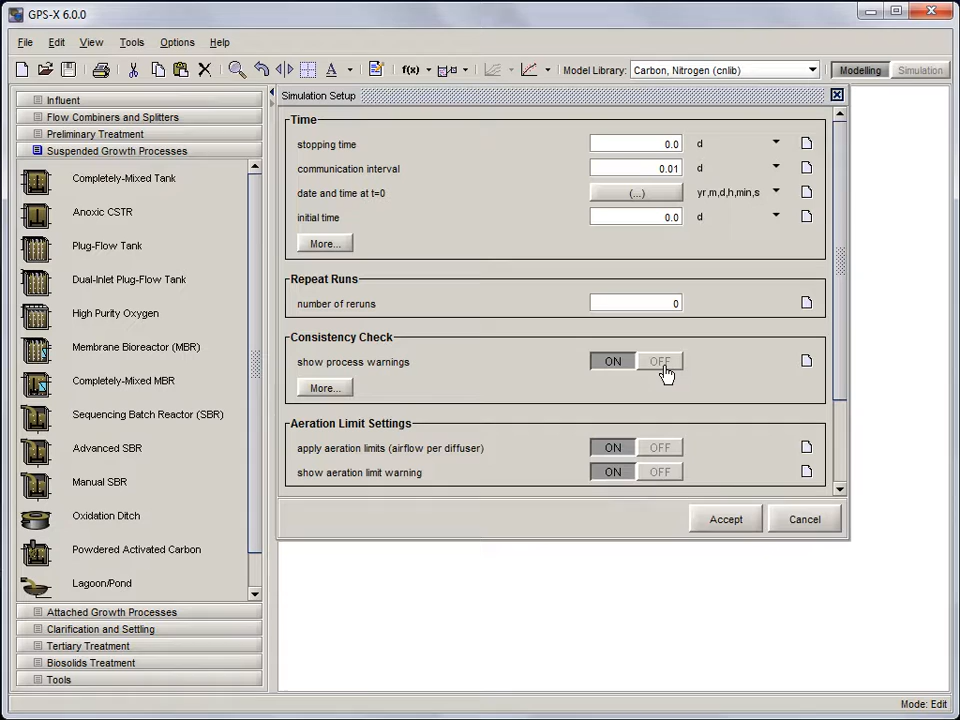 GPS-X 6.0.0
File Edit View Tools Options Help
f(x) Model Library: Carbon, Nitrogen (cnlib) Modelling Simulation
Influent
Flow Combiners and Splitters
Preliminary Treatment
Suspended Growth Processes
Completely-Mixed Tank
Anoxic CSTR
Plug-Flow Tank
Dual-Inlet Plug-Flow Tank
High Purity Oxygen
Membrane Bioreactor (MBR)
Completely-Mixed MBR
Sequencing Batch Reactor (SBR)
Advanced SBR
Manual SBR
Oxidation Ditch
Powdered Activated Carbon
Lagoon/Pond
Attached Growth Processes
Clarification and Settling
Tertiary Treatment
Biosolids Treatment
Tools
Simulation Setup
Time
stopping time 0.0 d
communication interval 0.01 d
date and time at t=0 (...) yr,m,d,h,min,s
initial time 0.0 d
More...
Repeat Runs
number of reruns 0
Consistency Check
show process warnings ON OFF
More...
Aeration Limit Settings
apply aeration limits (airflow per diffuser) ON OFF
show aeration limit warning ON OFF
Accept Cancel
Mode: Edit